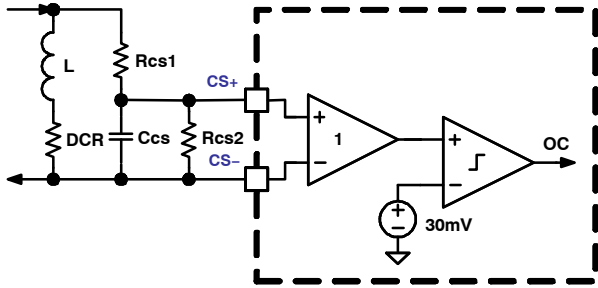 L
Rcs1
CS+
DCR
Ccs
Rcs2
CS−
+
−
1
+
−
OC
+
−
30mV